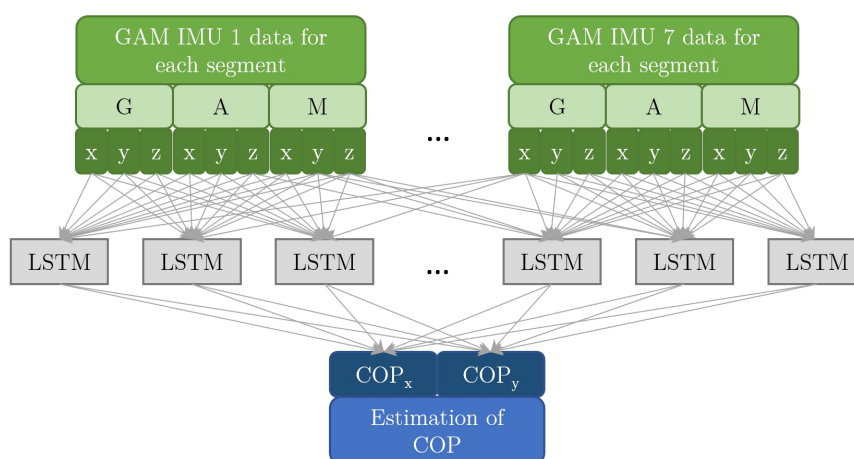 GAM IMU 1 data for
each segment
GAM IMU 7 data for
each segment
G A M
G A M
...
x y z x y z x y z
x y z x y z x y z
LSTM LSTM LSTM ... LSTM LSTM LSTM
COPx COPy
Estimation of
COP